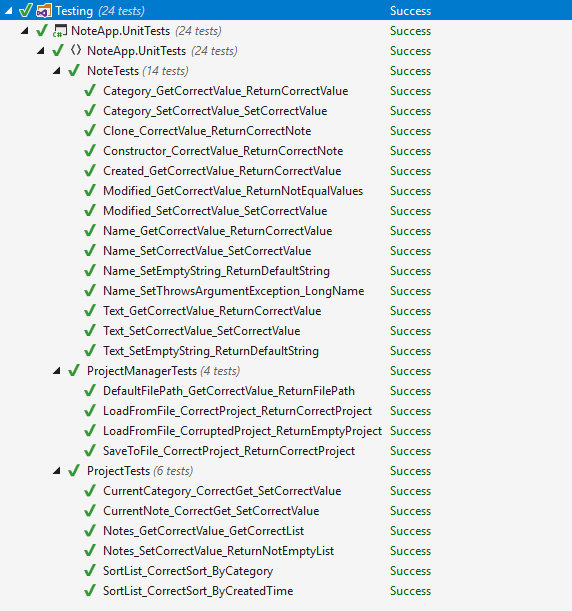 Testing (24 tests) Success
NoteApp.UnitTests (24 tests) Success
NoteApp.UnitTests (24 tests) Success
NoteTests (14 tests) Success
Category_GetCorrectValue_ReturnCorrectValue Success
Category_SetCorrectValue_SetCorrectValue Success
Clone_CorrectValue_ReturnCorrectNote Success
Constructor_CorrectValue_ReturnCorrectNote Success
Created_GetCorrectValue_ReturnCorrectValue Success
Modified_GetCorrectValue_ReturnNotEqualValues Success
Modified_SetCorrectValue_SetCorrectValue Success
Name_GetCorrectValue_ReturnCorrectValue Success
Name_SetCorrectValue_SetCorrectValue Success
Name_SetEmptyString_ReturnDefaultString Success
Name_SetThrowsArgumentException_LongName Success
Text_GetCorrectValue_ReturnCorrectValue Success
Text_SetCorrectValue_SetCorrectValue Success
Text_SetEmptyString_ReturnDefaultString Success
ProjectManagerTests (4 tests) Success
DefaultFilePath_GetCorrectValue_ReturnFilePath Success
LoadFromFile_CorrectProject_ReturnCorrectProject Success
LoadFromFile_CorruptedProject_ReturnEmptyProject Success
SaveToFile_CorrectProject_ReturnCorrectProject Success
ProjectTests (6 tests) Success
CurrentCategory_CorrectGet_SetCorrectValue Success
CurrentNote_CorrectGet_SetCorrectValue Success
Notes_GetCorrectValue_GetCorrectList Success
Notes_SetCorrectValue_ReturnNotEmptyList Success
SortList_CorrectSort_ByCategory Success
SortList_CorrectSort_ByCreatedTime Success